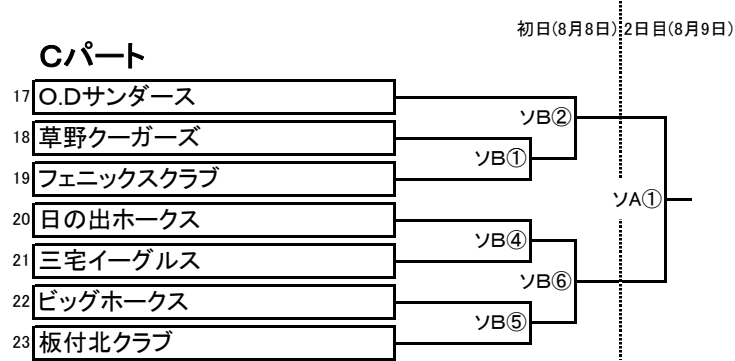 初日(8月8日) 2日目(8月9日)
Cパート
17 O.Dサンダース
ソB②
18 草野クーガーズ
ソB①
19 フェニックスクラブ
ソA①
20 日の出ホークス
ソB④
21 三宅イーグルス
ソB⑥
22 ビッグホークス
ソB⑤
23 板付北クラブ